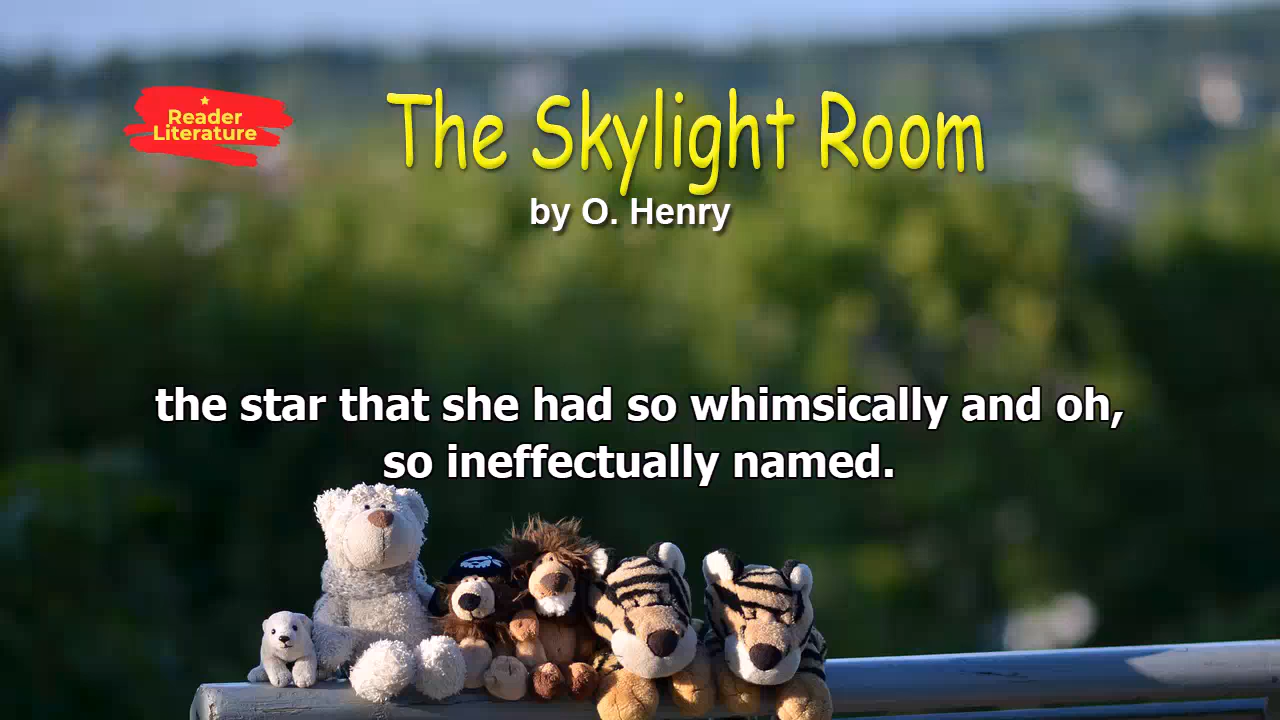 Reader
Literature
The Skylight Room
by O. Henry
the star that she had so whimsically and oh,
so ineffectually named.